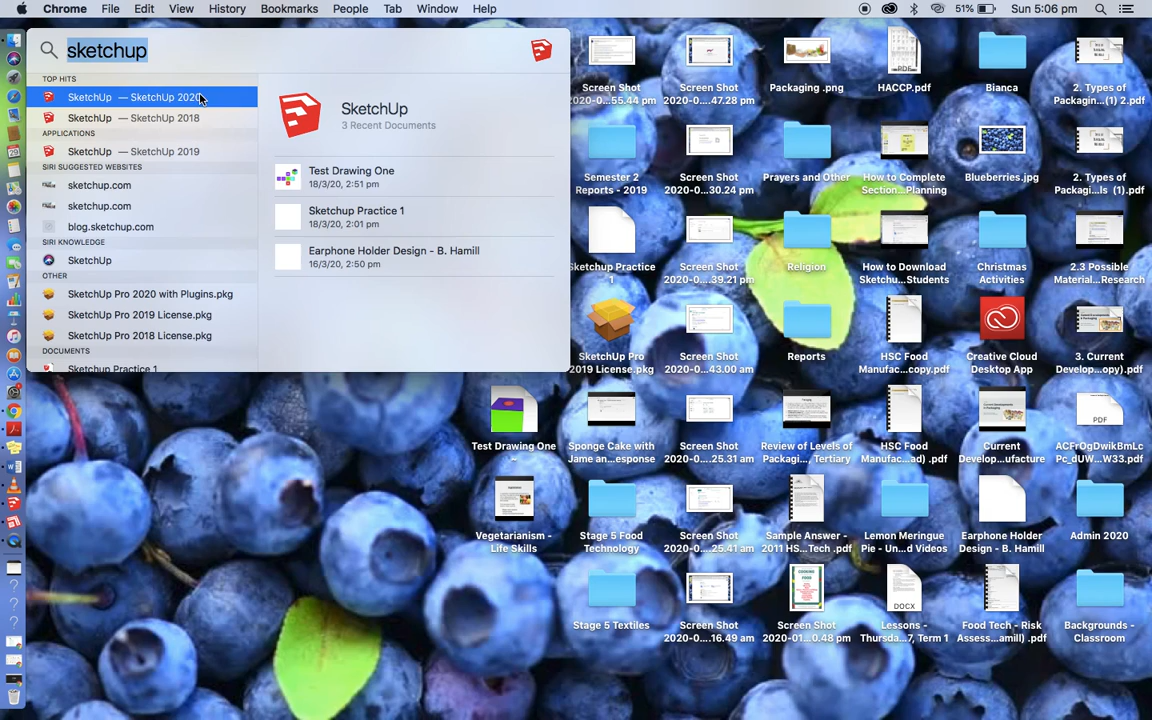 Chrome File Edit View History Bookmarks People Tab Window Help 51% Sun 5:06 pm
sketchup
TOP HITS
SketchUp — SketchUp 2020
SketchUp — SketchUp 2018
APPLICATIONS
SketchUp — SketchUp 2019
SIRI SUGGESTED WEBSITES
sketchup.com
sketchup.com
blog.sketchup.com
SIRI KNOWLEDGE
SketchUp
OTHER
SketchUp Pro 2020 with Plugins.pkg
SketchUp Pro 2019 License.pkg
SketchUp Pro 2018 License.pkg
DOCUMENTS
Sketchup Practice 1
SketchUp
3 Recent Documents
Test Drawing One
18/3/20, 2:51 pm
Sketchup Practice 1
18/3/20, 2:01 pm
Earphone Holder Design - B. Hamill
16/3/20, 2:50 pm
Screen Shot
2020-0...55.44 pm
Screen Shot
2020-0....47.28 pm
Packaging .png
PDF
HACCP.pdf
Bianca
2. Types of
Packagin...(1) 2.pdf
Semester 2
Reports - 2019
Screen Shot
2020-0...30.24 pm
Prayers and Other
How to Complete
Section...Planning
Blueberries.jpg
2. Types of
Packagi...ls (1).pdf
Sketchup Practice
1
Screen Shot
2020-0...39.21 pm
Religion
How to Download
Sketchu...Students
Christmas
Activities
2.3 Possible
Material...Research
SketchUp Pro
2019 License.pkg
Screen Shot
2020-0...43.00 am
Reports
HSC Food
Manufac...copy).pdf
Creative Cloud
Desktop App
3. Current
Develop...opy).pdf
Test Drawing One
Sponge Cake with
Jame an...esponse
Screen Shot
2020-0....25.31 am
Review of Levels of
Packagi,... Tertiary
HSC Food
Manufac...ad) .pdf
Current
Develop...ufacture
PDF
ACFrOgDwikBmLc
Pc_dUW...W33.pdf
Vegetarianism -
Life Skills
Stage 5 Food
Technology
Screen Shot
2020-0....25.41 am
Sample Answer -
2011 HS...Tech .pdf
Lemon Meringue
Pie - Un...d Videos
Earphone Holder
Design - B. Hamill
Admin 2020
Stage 5 Textiles
Screen Shot
2020-0....16.49 am
Screen Shot
2020-01....0.48 pm
DOCX
Lessons -
Thursda...7, Term 1
Food Tech - Risk
Assess...amill) .pdf
Backgrounds -
Classroom